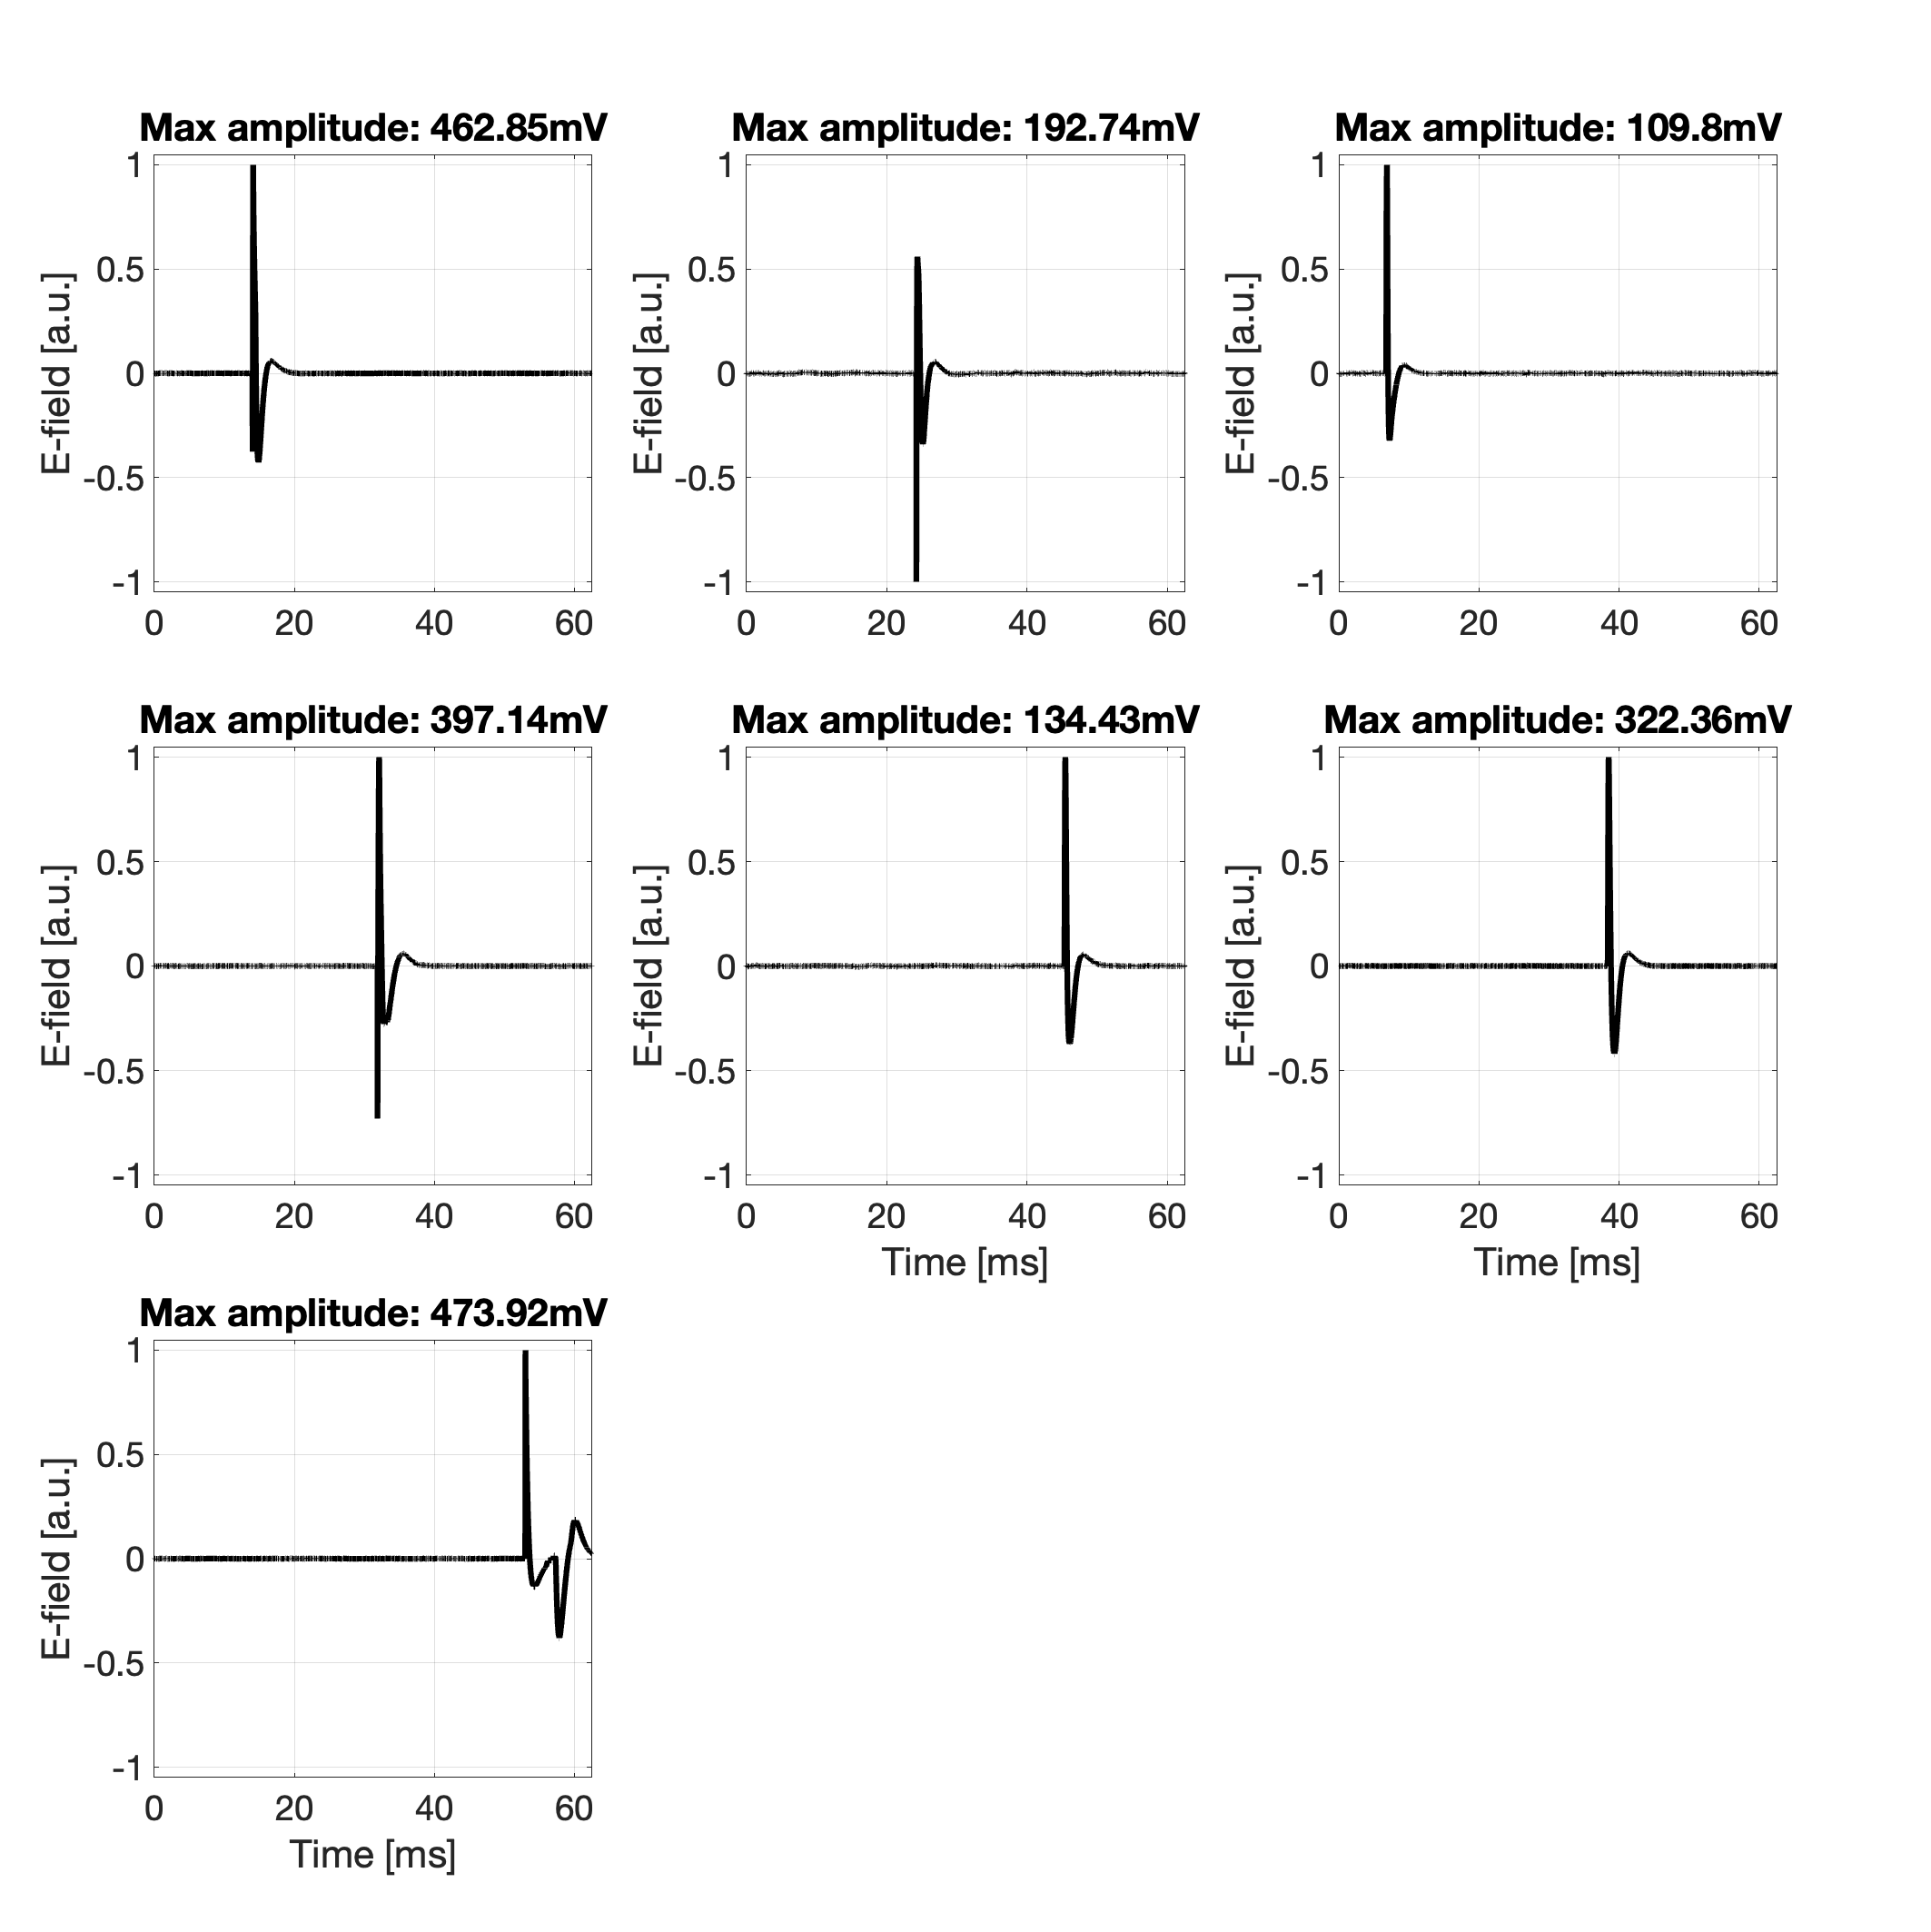 Max amplitude: 462.85mV
1
0.5
0
-0.5
-1
E-field [a.u.]
0 20 40 60
Max amplitude: 192.74mV
1
0.5
0
-0.5
-1
E-field [a.u.]
0 20 40 60
Max amplitude: 109.8mV
1
0.5
0
-0.5
-1
E-field [a.u.]
0 20 40 60
Max amplitude: 397.14mV
1
0.5
0
-0.5
-1
E-field [a.u.]
0 20 40 60
Max amplitude: 134.43mV
1
0.5
0
-0.5
-1
E-field [a.u.]
0 20 40 60
Time [ms]
Max amplitude: 322.36mV
1
0.5
0
-0.5
-1
E-field [a.u.]
0 20 40 60
Time [ms]
Max amplitude: 473.92mV
1
0.5
0
-0.5
-1
E-field [a.u.]
0 20 40 60
Time [ms]